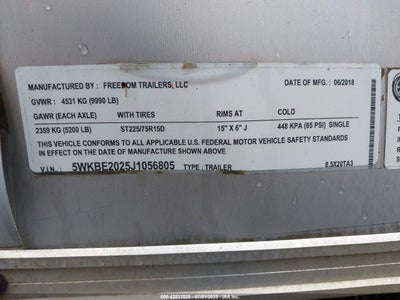 MANUFACTURED BY : FREEDOM TRAILERS, LLC DATE OF MFG. : 06/2018
GVWR : 4531 KG (9990 LB)
GAWR (EACH AXLE) WITH TIRES RIMS AT COLD
2359 KG (5200 LB) ST225/75R15D 15" X 6" J 448 KPA (65 PSI) SINGLE
THIS VEHICLE CONFORMS TO ALL APPLICABLE U.S. FEDERAL MOTOR VEHICLE SAFETY STANDARDS
IN EFFECT ON THE DATE OF MANUFACTURE SHOWN ABOVE
5WKBE2025J1056805 TYPE : TRAILER 8.5X20TA3